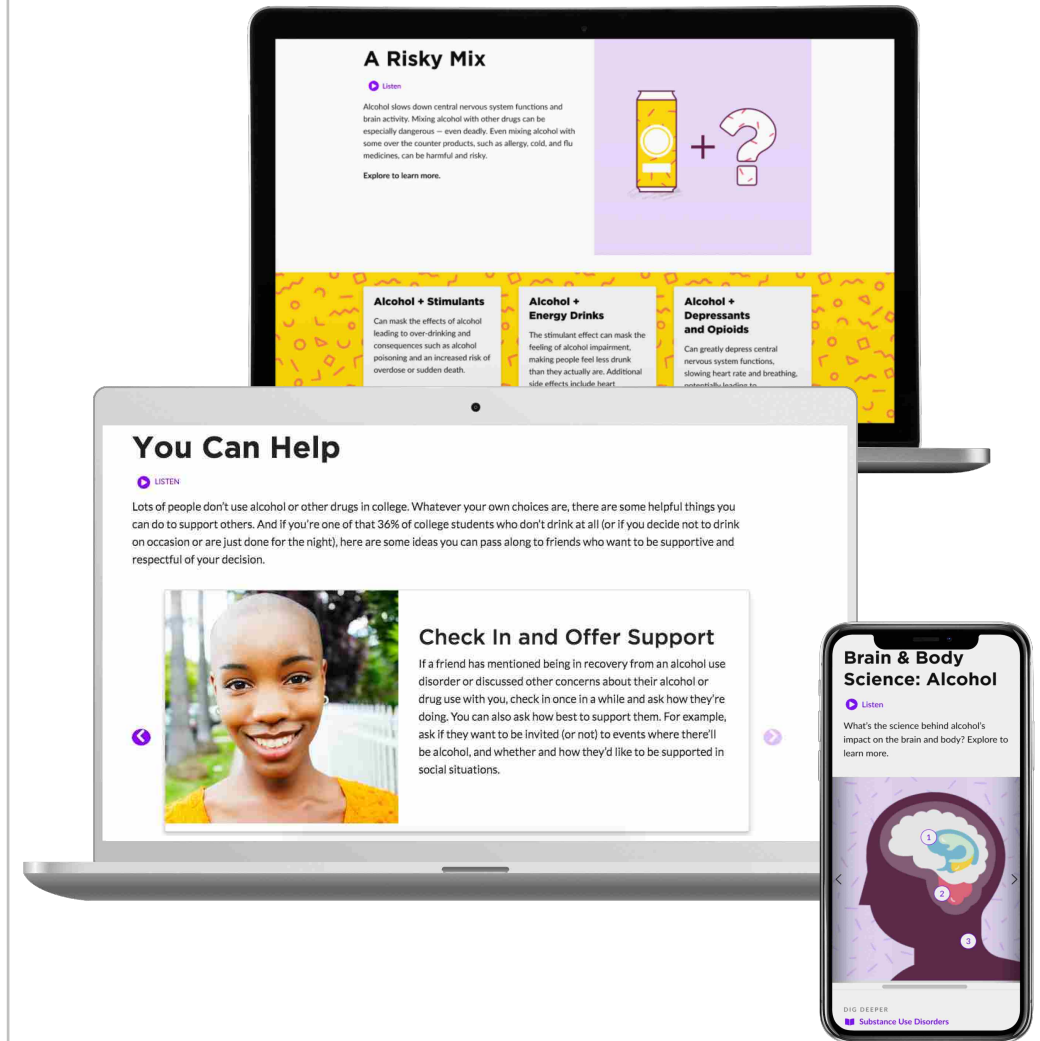 A Risky Mix
Listen
Alcohol slows down central nervous system functions and
brain activity. Mixing alcohol with other drugs can be
especially dangerous — even deadly. Even mixing alcohol with
some over the counter products, such as allergy, cold, and flu
medicines, can be harmful and risky.
Explore to learn more.
+?
Alcohol + Stimulants
Can mask the effects of alcohol
leading to over-drinking and
consequences such as alcohol
poisoning and an increased risk of
overdose or sudden death.
Alcohol +
Energy Drinks
The stimulant effect can mask the
feeling of alcohol impairment,
making people feel less drunk
than they actually are. Additional
side effects include heart
Alcohol +
Depressants
and Opioids
Can greatly depress central
nervous system functions,
slowing heart rate and breathing,
potentially leading to
You Can Help
LISTEN
Lots of people don't use alcohol or other drugs in college. Whatever your own choices are, there are some helpful things you
can do to support others. And if you're one of that 36% of college students who don't drink at all (or if you decide not to drink
on occasion or are just done for the night), here are some ideas you can pass along to friends who want to be supportive and
respectful of your decision.
Check In and Offer Support
If a friend has mentioned being in recovery from an alcohol use
disorder or discussed other concerns about their alcohol or
drug use with you, check in once in a while and ask how they're
doing. You can also ask how best to support them. For example,
ask if they want to be invited (or not) to events where there'll
be alcohol, and whether and how they'd like to be supported in
social situations.
Brain & Body
Science: Alcohol
Listen
What's the science behind alcohol's
impact on the brain and body? Explore to
learn more.
1
2
3
DIG DEEPER
Substance Use Disorders